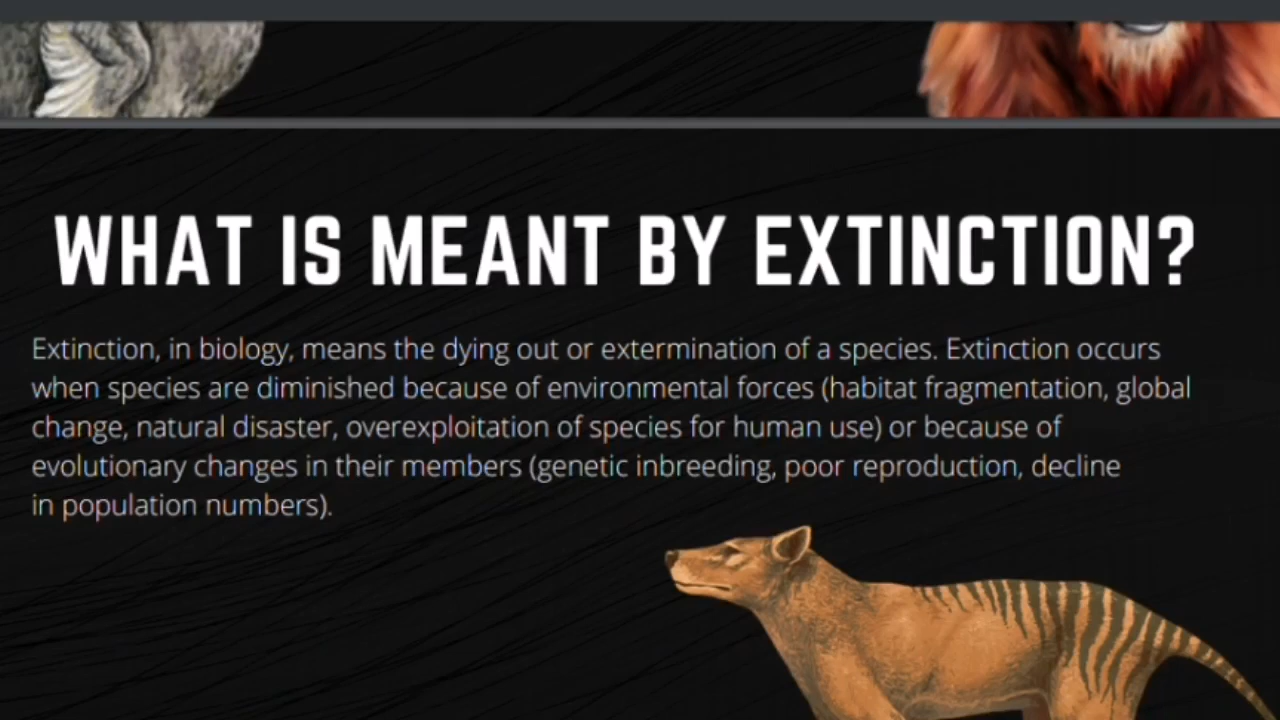 WHAT IS MEANT BY EXTINCTION?
Extinction, in biology, means the dying out or extermination of a species. Extinction occurs
when species are diminished because of environmental forces (habitat fragmentation, global
change, natural disaster, overexploitation of species for human use) or because of
evolutionary changes in their members (genetic inbreeding, poor reproduction, decline
in population numbers).